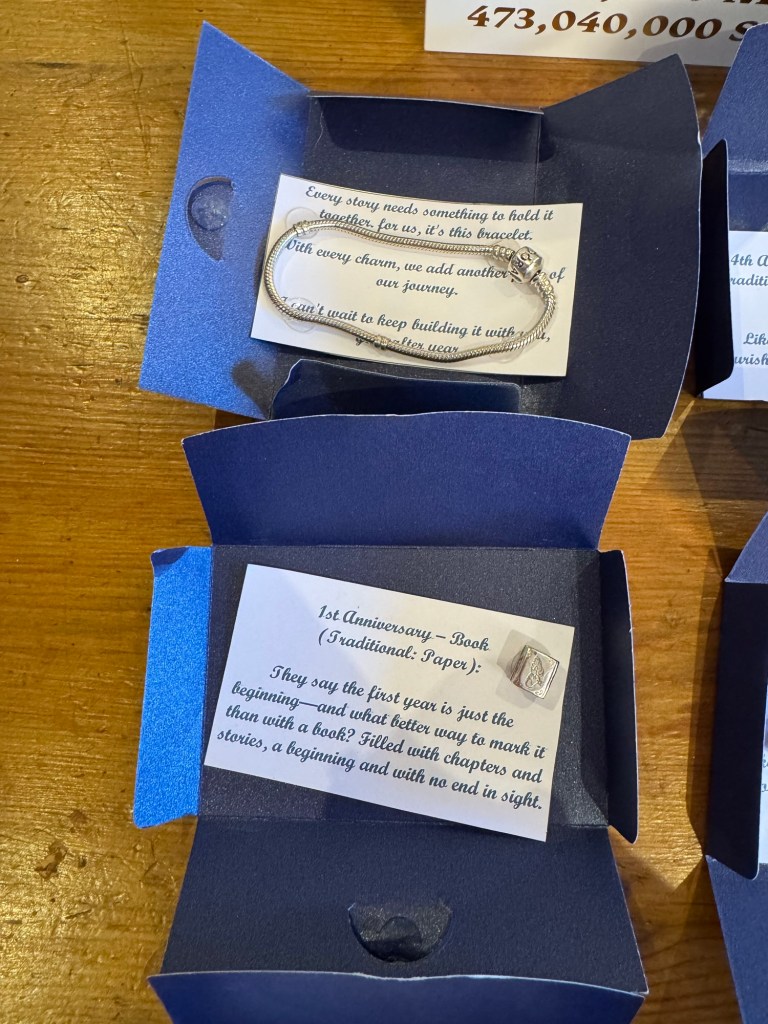 473,040,000 S
Every story needs something to hold it
together. for us, it's this bracelet.
With every charm, we add another of
our journey.
I can't wait to keep building it with
after year
4th A
Like
1st Anniversary – Book
(Traditional: Paper):
They say the first year is just the
beginning—and what better way to mark it
than with a book? Filled with chapters and
stories, a beginning and with no end in sight.